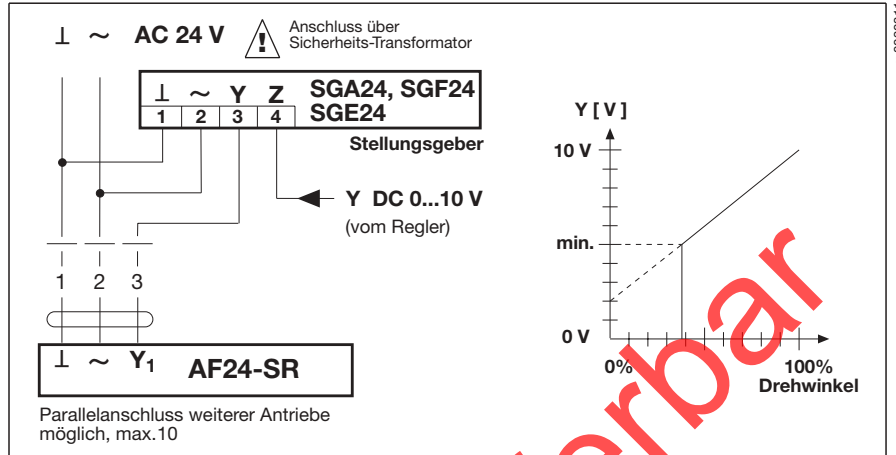 ⊥ ~ AC 24 V
!
Anschluss über
Sicherheits-Transformator
⊥ ~ Y Z
1 2 3 4
SGA24, SGF24
SGE24
Stellungsgeber
Y DC 0...10 V
(vom Regler)
1 2 3
⊥ ~ Y₁
AF24-SR
Parallelanschluss weiterer Antriebe
möglich, max.10
Y [ V ]
10 V
min.
0 V
0% 100%
Drehwinkel
erbar